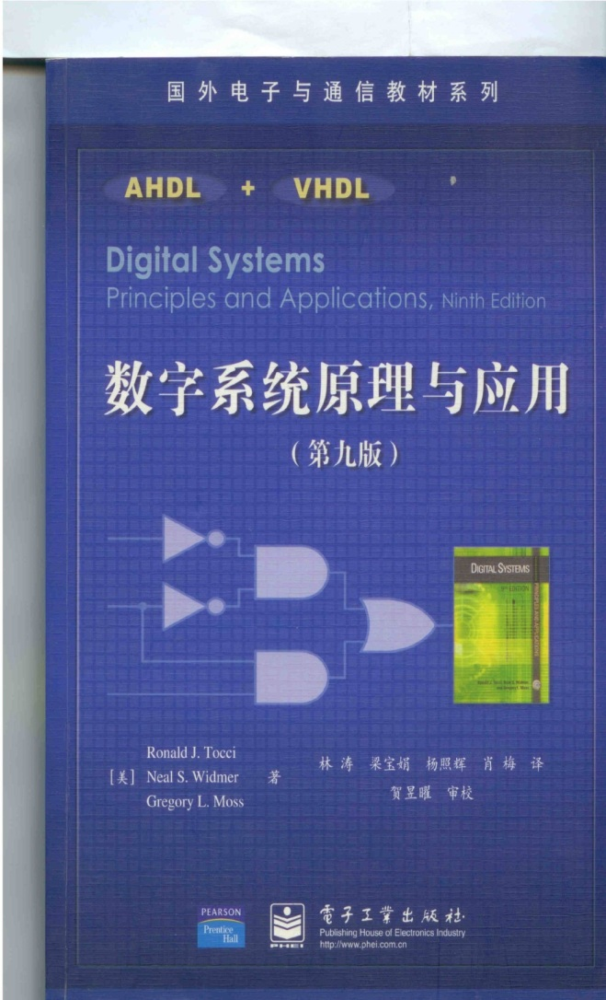 国外电子与通信教材系列
AHDL + VHDL
Digital Systems
Principles and Applications, Ninth Edition
数字系统原理与应用
(第九版)
DIGITAL SYSTEMS
PRINCIPLES AND APPLICATIONS
Ronald J. Tocci
[美] Neal S. Widmer 著
Gregory L. Moss
林涛 梁宝娟 杨照辉 肖梅 译
贺昱曜 审校
PEARSON
Prentice
Hall
PHEI
電子工業出版社
Publishing House of Electronics Industry
http://www.phei.com.cn